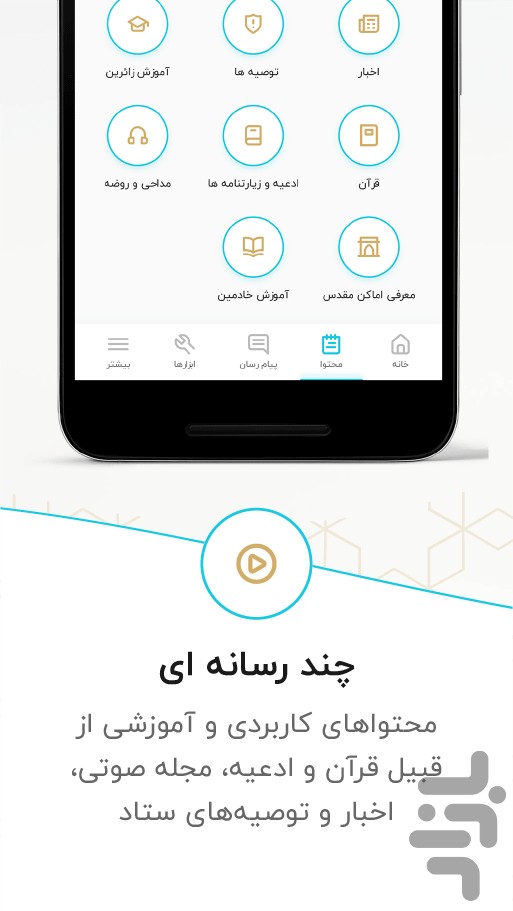 اخبار
توصیه ها
آموزش زائرین
قرآن
ادعیه و زیارتنامه ها
مداحی و روضه
معرفی اماکن مقدس
آموزش خادمین
خانه
محتوا
پیام رسان
ابزارها
بیشتر
چند رسانه ای
محتواهای کاربردی و آموزشی از
قبیل قرآن و ادعیه، مجله صوتی،
اخبار و توصیه‌های ستاد